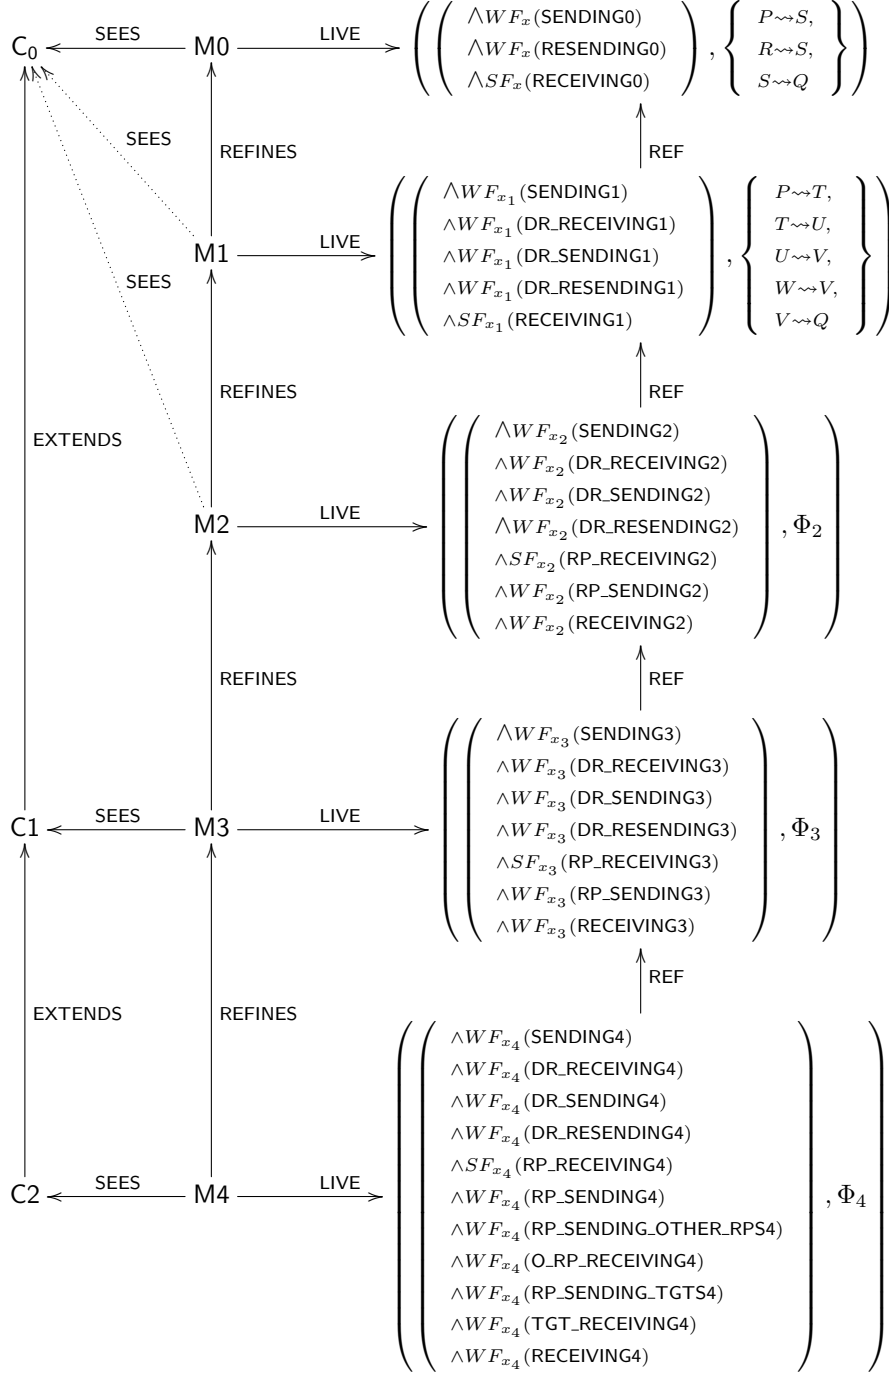 C₀ SEES M0 LIVE ( ( ∧WFₓ(SENDING0)
∧WFₓ(RESENDING0)
∧SFₓ(RECEIVING0) ) , { P⇝S,
R⇝S,
S⇝Q } )
SEES
REFINES
REF
M1 LIVE ( ( ∧WFₓ₁(SENDING1)
∧WFₓ₁(DR_RECEIVING1)
∧WFₓ₁(DR_SENDING1)
∧WFₓ₁(DR_RESENDING1)
∧SFₓ₁(RECEIVING1) ) , { P⇝T,
T⇝U,
U⇝V,
W⇝V,
V⇝Q } )
SEES
REFINES
REF
EXTENDS
M2 LIVE ( ( ∧WFₓ₂(SENDING2)
∧WFₓ₂(DR_RECEIVING2)
∧WFₓ₂(DR_SENDING2)
∧WFₓ₂(DR_RESENDING2)
∧SFₓ₂(RP_RECEIVING2)
∧WFₓ₂(RP_SENDING2)
∧WFₓ₂(RECEIVING2) ) , Φ₂ )
REFINES
REF
C1 SEES M3 LIVE ( ( ∧WFₓ₃(SENDING3)
∧WFₓ₃(DR_RECEIVING3)
∧WFₓ₃(DR_SENDING3)
∧WFₓ₃(DR_RESENDING3)
∧SFₓ₃(RP_RECEIVING3)
∧WFₓ₃(RP_SENDING3)
∧WFₓ₃(RECEIVING3) ) , Φ₃ )
EXTENDS
REFINES
REF
C2 SEES M4 LIVE ( ( ∧WFₓ₄(SENDING4)
∧WFₓ₄(DR_RECEIVING4)
∧WFₓ₄(DR_SENDING4)
∧WFₓ₄(DR_RESENDING4)
∧SFₓ₄(RP_RECEIVING4)
∧WFₓ₄(RP_SENDING4)
∧WFₓ₄(RP_SENDING_OTHER_RPS4)
∧WFₓ₄(O_RP_RECEIVING4)
∧WFₓ₄(RP_SENDING_TGTS4)
∧WFₓ₄(TGT_RECEIVING4)
∧WFₓ₄(RECEIVING4) ) , Φ₄ )